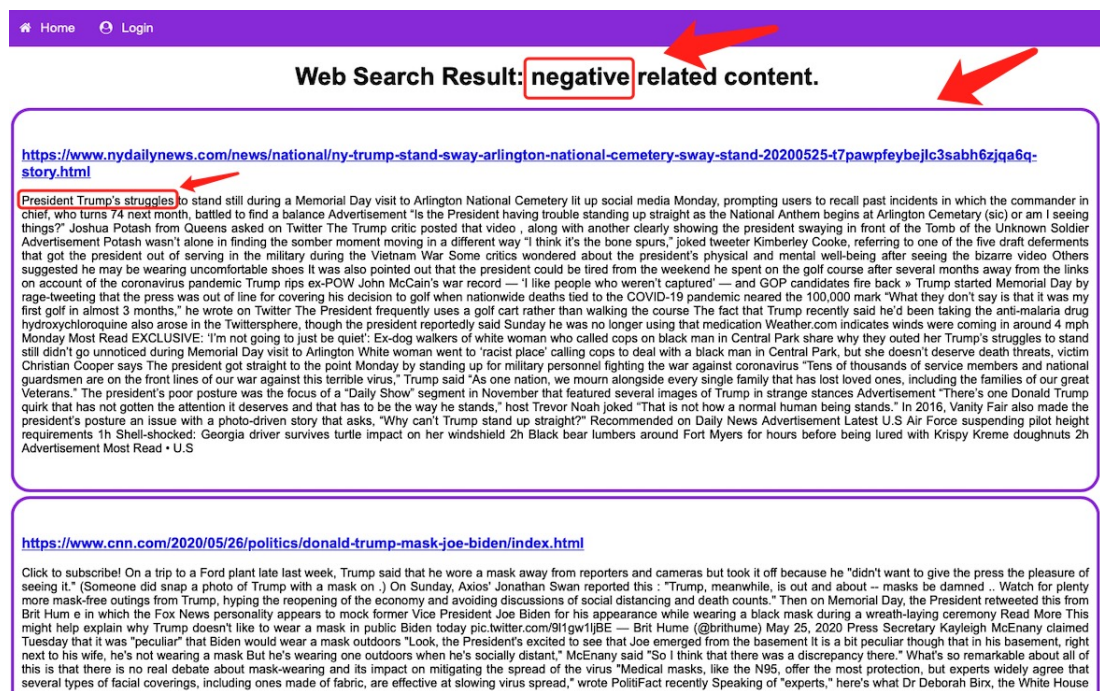 Home Login
Web Search Result: negative related content.
https://www.nydailynews.com/news/national/ny-trump-stand-sway-arlington-national-cemetery-sway-stand-20200525-t7pawpfeybejlc3sabh6zjqa6q-
story.html
President Trump's struggles to stand still during a Memorial Day visit to Arlington National Cemetery lit up social media Monday, prompting users to recall past incidents in which the commander in
chief, who turns 74 next month, battled to find a balance Advertisement "Is the President having trouble standing up straight as the National Anthem begins at Arlington Cemetary (sic) or am I seeing
things?" Joshua Potash from Queens asked on Twitter The Trump critic posted that video , along with another clearly showing the president swaying in front of the Tomb of the Unknown Soldier
Advertisement Potash wasn't alone in finding the somber moment moving in a different way "I think it's the bone spurs," joked tweeter Kimberley Cooke, referring to one of the five draft deferments
that got the president out of serving in the military during the Vietnam War Some critics wondered about the president's physical and mental well-being after seeing the bizarre video Others
suggested he may be wearing uncomfortable shoes It was also pointed out that the president could be tired from the weekend he spent on the golf course after several months away from the links
on account of the coronavirus pandemic Trump rips ex-POW John McCain's war record — 'I like people who weren't captured' — and GOP candidates fire back » Trump started Memorial Day by
rage-tweeting that the press was out of line for covering his decision to golf when nationwide deaths tied to the COVID-19 pandemic neared the 100,000 mark "What they don't say is that it was my
first golf in almost 3 months," he wrote on Twitter The President frequently uses a golf cart rather than walking the course The fact that Trump recently said he'd been taking the anti-malaria drug
hydroxychloroquine also arose in the Twittersphere, though the president reportedly said Sunday he was no longer using that medication Weather.com indicates winds were coming in around 4 mph
Monday Most Read EXCLUSIVE: 'I'm not going to just be quiet': Ex-dog walkers of white woman who called cops on black man in Central Park share why they outed her Trump's struggles to stand
still didn't go unnoticed during Memorial Day visit to Arlington White woman went to 'racist place' calling cops to deal with a black man in Central Park, but she doesn't deserve death threats, victim
Christian Cooper says The president got straight to the point Monday by standing up for military personnel fighting the war against coronavirus "Tens of thousands of service members and national
guardsmen are on the front lines of our war against this terrible virus," Trump said "As one nation, we mourn alongside every single family that has lost loved ones, including the families of our great
Veterans." The president's poor posture was the focus of a "Daily Show" segment in November that featured several images of Trump in strange stances Advertisement "There's one Donald Trump
quirk that has not gotten the attention it deserves and that has to be the way he stands," host Trevor Noah joked "That is not how a normal human being stands." In 2016, Vanity Fair also made the
president's posture an issue with a photo-driven story that asks, "Why can't Trump stand up straight?" Recommended on Daily News Advertisement Latest U.S Air Force suspending pilot height
requirements 1h Shell-shocked: Georgia driver survives turtle impact on her windshield 2h Black bear lumbers around Fort Myers for hours before being lured with Krispy Kreme doughnuts 2h
Advertisement Most Read • U.S
https://www.cnn.com/2020/05/26/politics/donald-trump-mask-joe-biden/index.html
Click to subscribe! On a trip to a Ford plant late last week, Trump said that he wore a mask away from reporters and cameras but took it off because he "didn't want to give the press the pleasure of
seeing it." (Someone did snap a photo of Trump with a mask on .) On Sunday, Axios' Jonathan Swan reported this : "Trump, meanwhile, is out and about -- masks be damned .. Watch for plenty
more mask-free outings from Trump, hyping the reopening of the economy and avoiding discussions of social distancing and death counts." Then on Memorial Day, the President retweeted this from
Brit Hum e in which the Fox News personality appears to mock former Vice President Joe Biden for his appearance while wearing a black mask during a wreath-laying ceremony Read More This
might help explain why Trump doesn't like to wear a mask in public Biden today pic.twitter.com/9l1gw1ljBE — Brit Hume (@brithume) May 25, 2020 Press Secretary Kayleigh McEnany claimed
Tuesday that it was "peculiar" that Biden would wear a mask outdoors "Look, the President's excited to see that Joe emerged from the basement It is a bit peculiar though that in his basement, right
next to his wife, he's not wearing a mask But he's wearing one outdoors when he's socially distant," McEnany said "So I think that there was a discrepancy there." What's so remarkable about all of
this is that there is no real debate about mask-wearing and its impact on mitigating the spread of the virus "Medical masks, like the N95, offer the most protection, but experts widely agree that
several types of facial coverings, including ones made of fabric, are effective at slowing virus spread," wrote PolitiFact recently Speaking of "experts," here's what Dr Deborah Birx, the White House